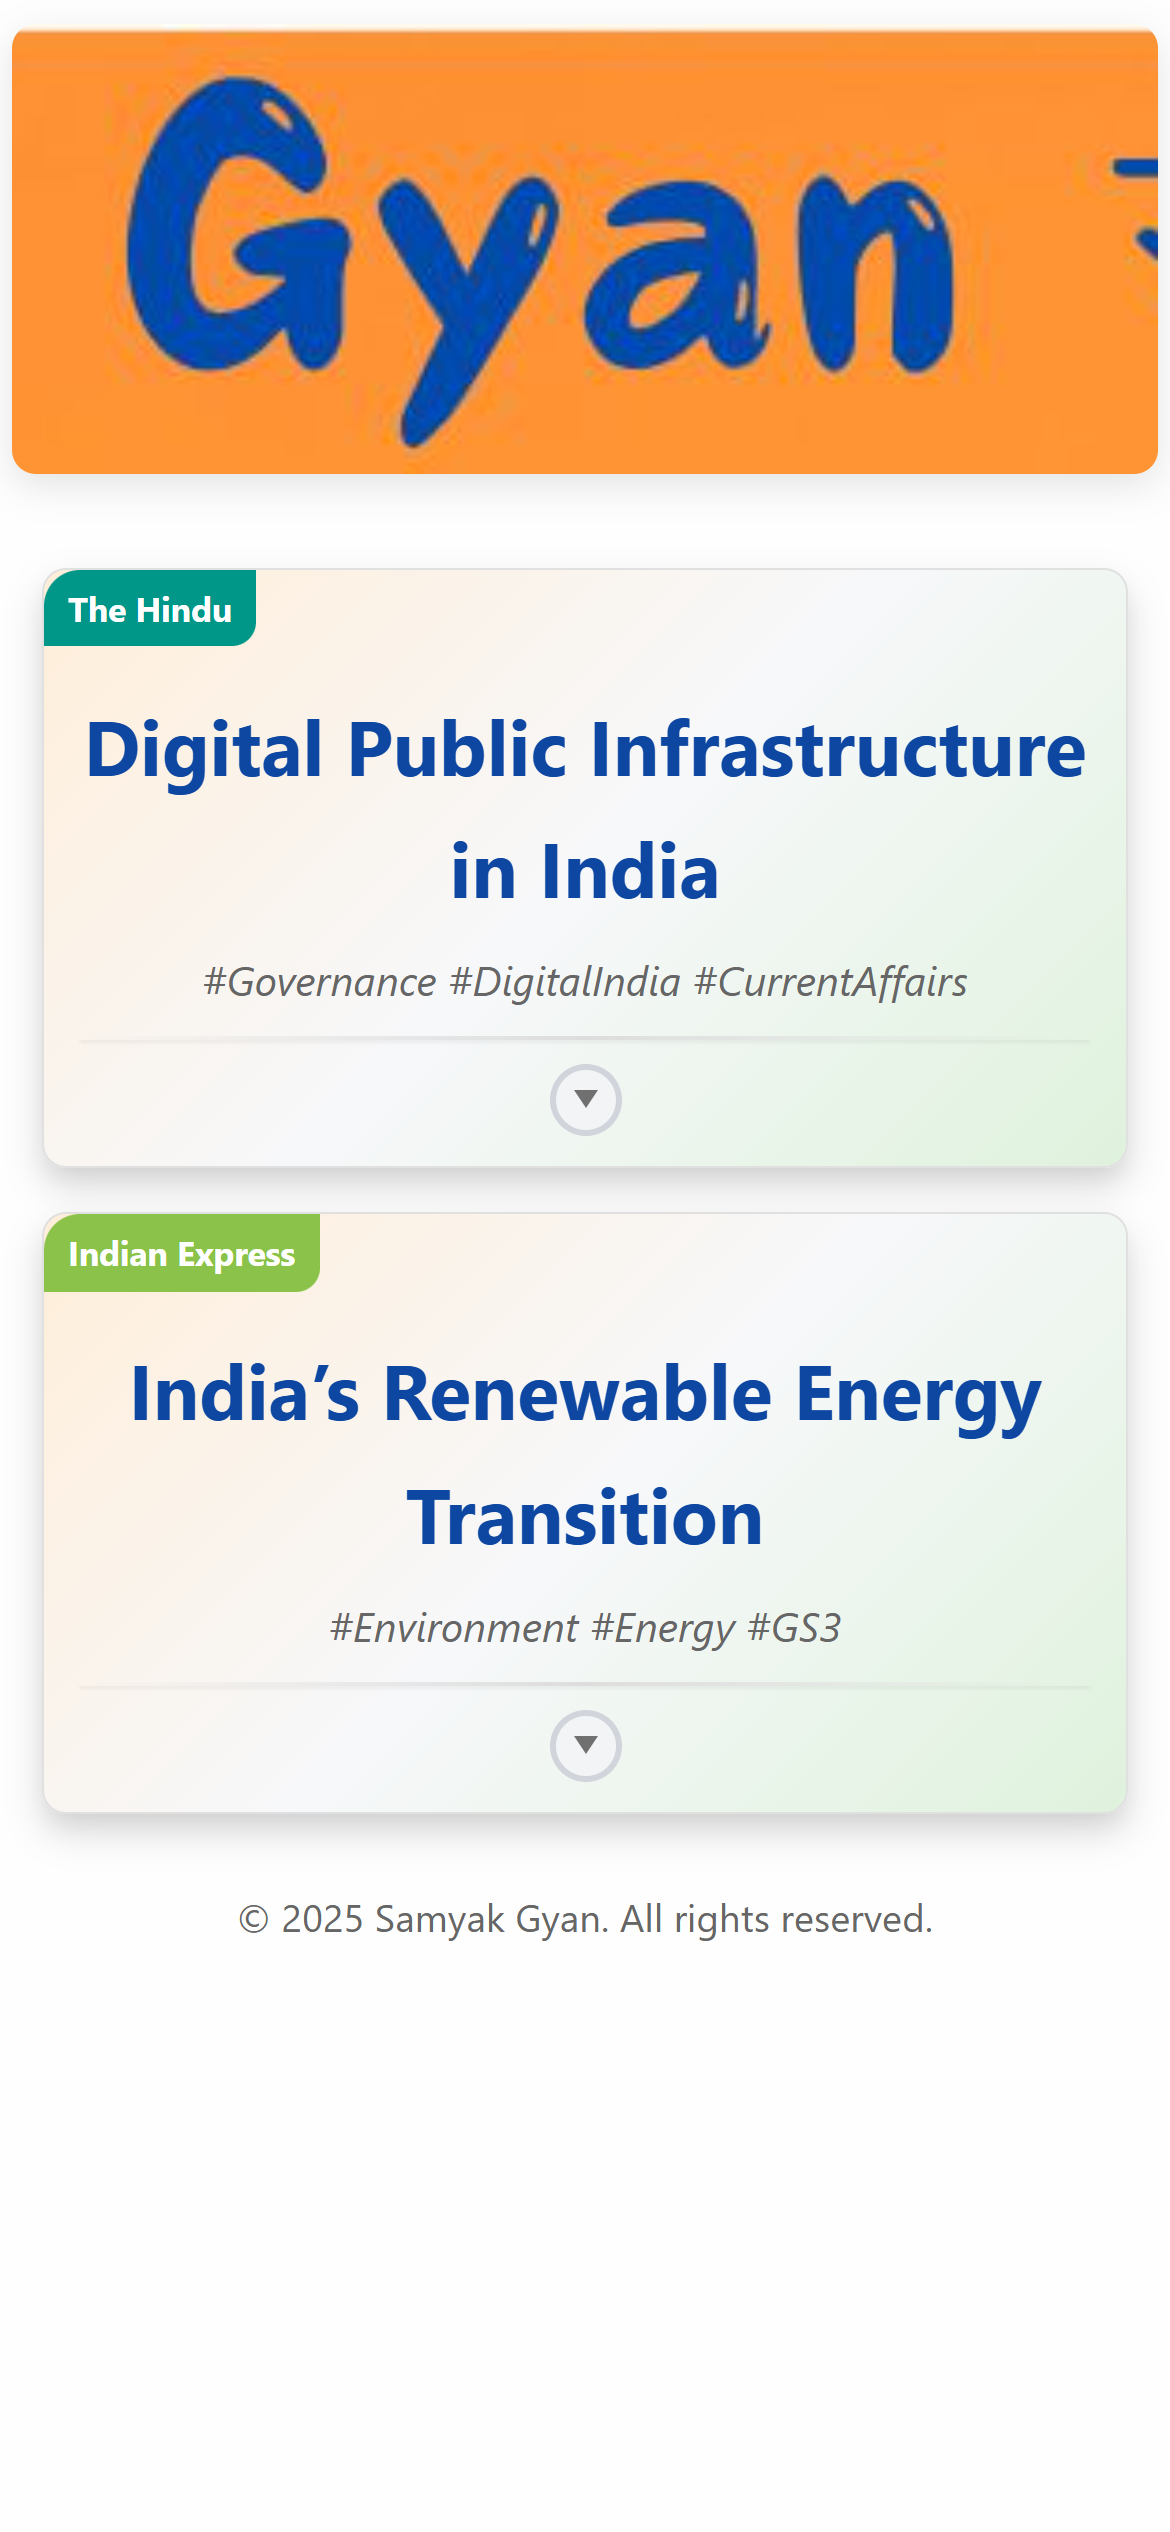 Gyan
The Hindu
Digital Public Infrastructure
in India
#Governance #DigitalIndia #CurrentAffairs
Indian Express
India’s Renewable Energy
Transition
#Environment #Energy #GS3
© 2025 Samyak Gyan. All rights reserved.